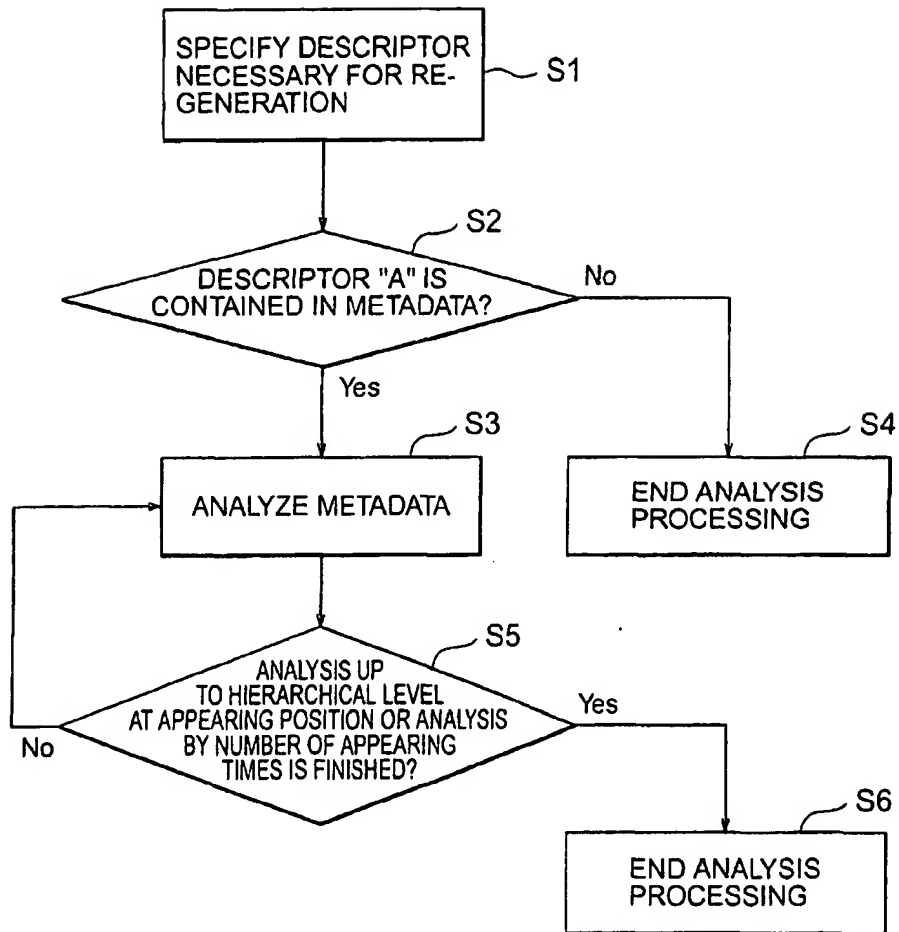 SPECIFY DESCRIPTOR
NECESSARY FOR RE-
GENERATION
S1
S2
DESCRIPTOR "A" IS
CONTAINED IN METADATA?
No
Yes
S3
ANALYZE METADATA
S4
END ANALYSIS
PROCESSING
S5
ANALYSIS UP
TO HIERARCHICAL LEVEL
AT APPEARING POSITION OR ANALYSIS
BY NUMBER OF APPEARING
TIMES IS FINISHED?
No
Yes
S6
END ANALYSIS
PROCESSING